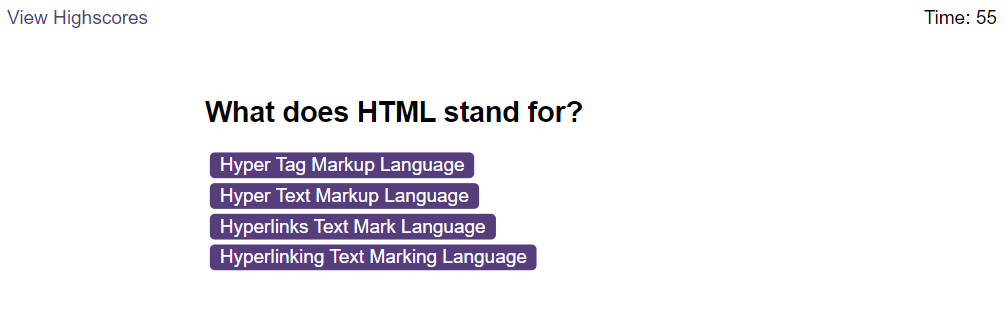 View Highscores
Time: 55
What does HTML stand for?
Hyper Tag Markup Language
Hyper Text Markup Language
Hyperlinks Text Mark Language
Hyperlinking Text Marking Language